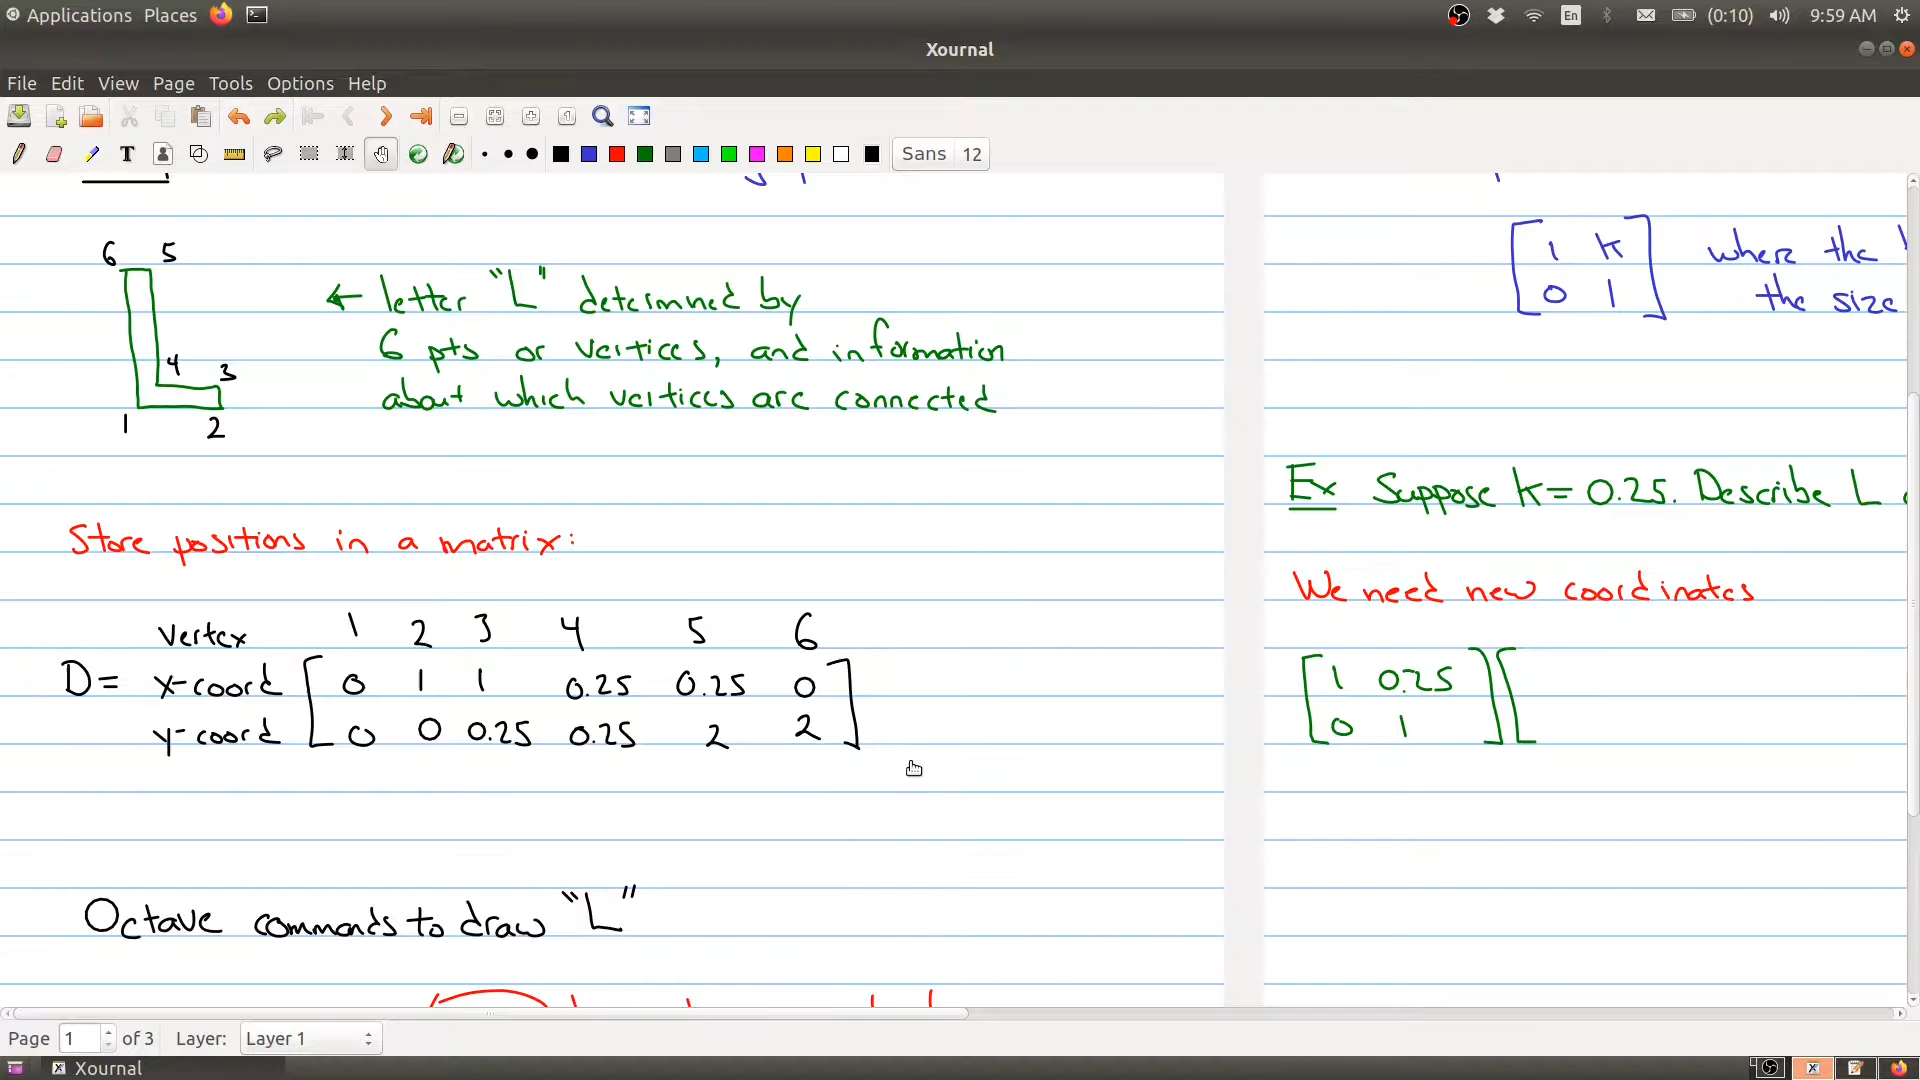 Applications Places En (0:10) 9:59 AM
Xournal
File Edit View Page Tools Options Help
Sans 12
6 5
4 3
1 2
← letter "L" determined by
6 pts or vertices, and information
about which vertices are connected
Store positions in a matrix:
vertex 1 2 3 4 5 6
D= x-coord [ 0 1 1 0.25 0.25 0 ]
y-coord [ 0 0 0.25 0.25 2 2 ]
Octave commands to draw "L"
[ 1 k ] where the
[ 0 1 ] the size
Ex Suppose k= 0.25. Describe L
We need new coordinates
[ 1 0.25 ] [
[ 0 1 ] [
Page 1 of 3 Layer: Layer 1
Xournal